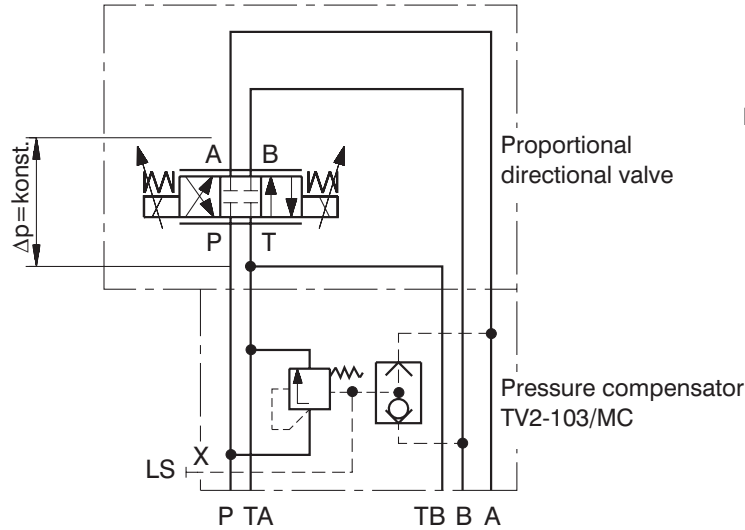 A B
Proportional
directional valve
Δp=konst.
P T
Pressure compensator
TV2-103/MC
X
LS
P TA TB B A